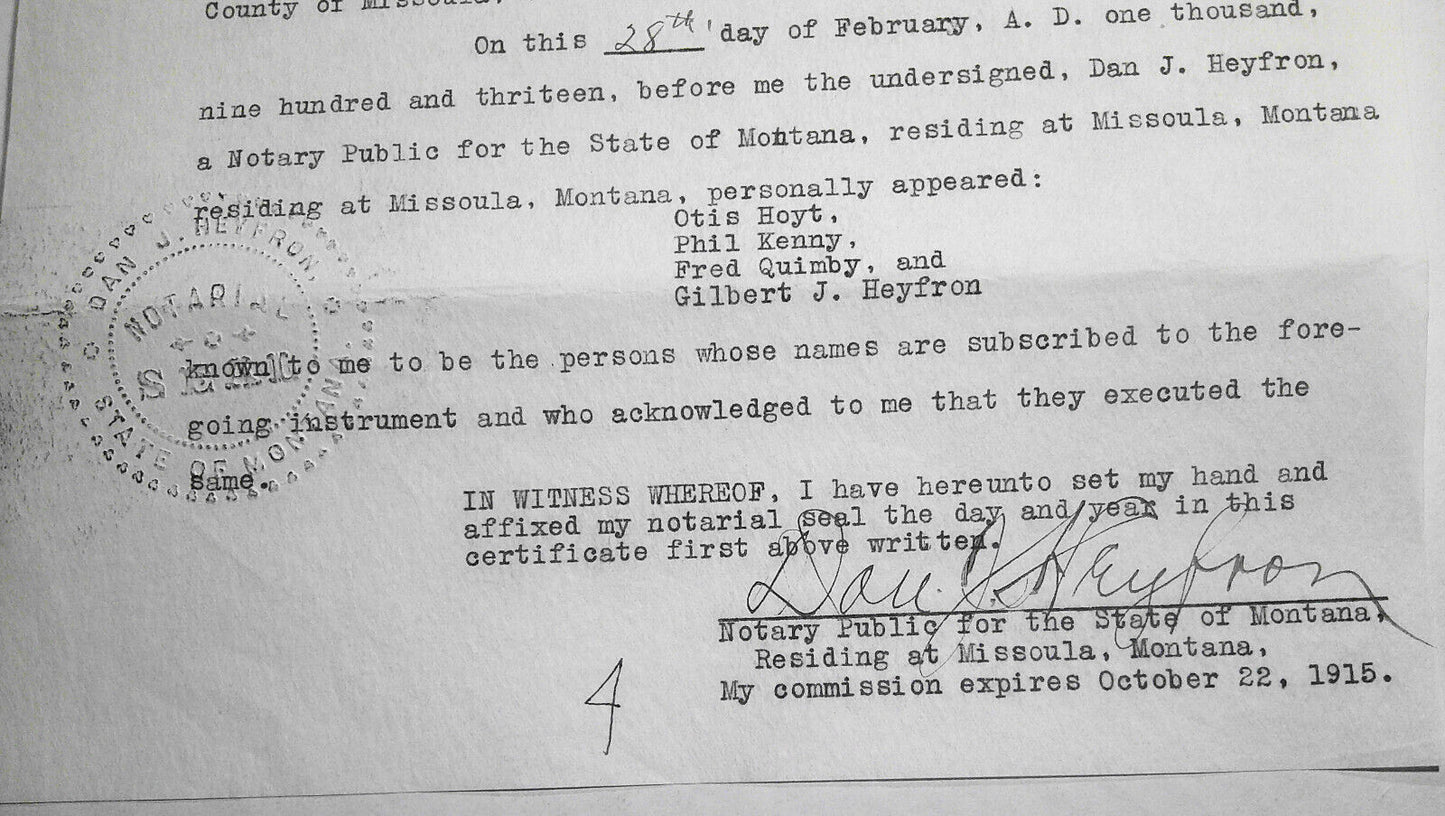 County of Missoula,
On this 28th day of February, A. D. one thousand,
nine hundred and thriteen, before me the undersigned, Dan J. Heyfron,
a Notary Public for the State of Montana, residing at Missoula, Montana
residing at Missoula, Montana, personally appeared:
Otis Hoyt,
Phil Kenny,
Fred Quimby, and
Gilbert J. Heyfron
known to me to be the persons whose names are subscribed to the fore-
going instrument and who acknowledged to me that they executed the
same.
DAN J. HEYFRON,
NOTARIAL
SEAL
STATE OF MONTANA
IN WITNESS WHEREOF, I have hereunto set my hand and
affixed my notarial seal the day and year in this
certificate first above written.
Dan J. Heyfron
Notary Public for the State of Montana,
Residing at Missoula, Montana,
My commission expires October 22, 1915.
4